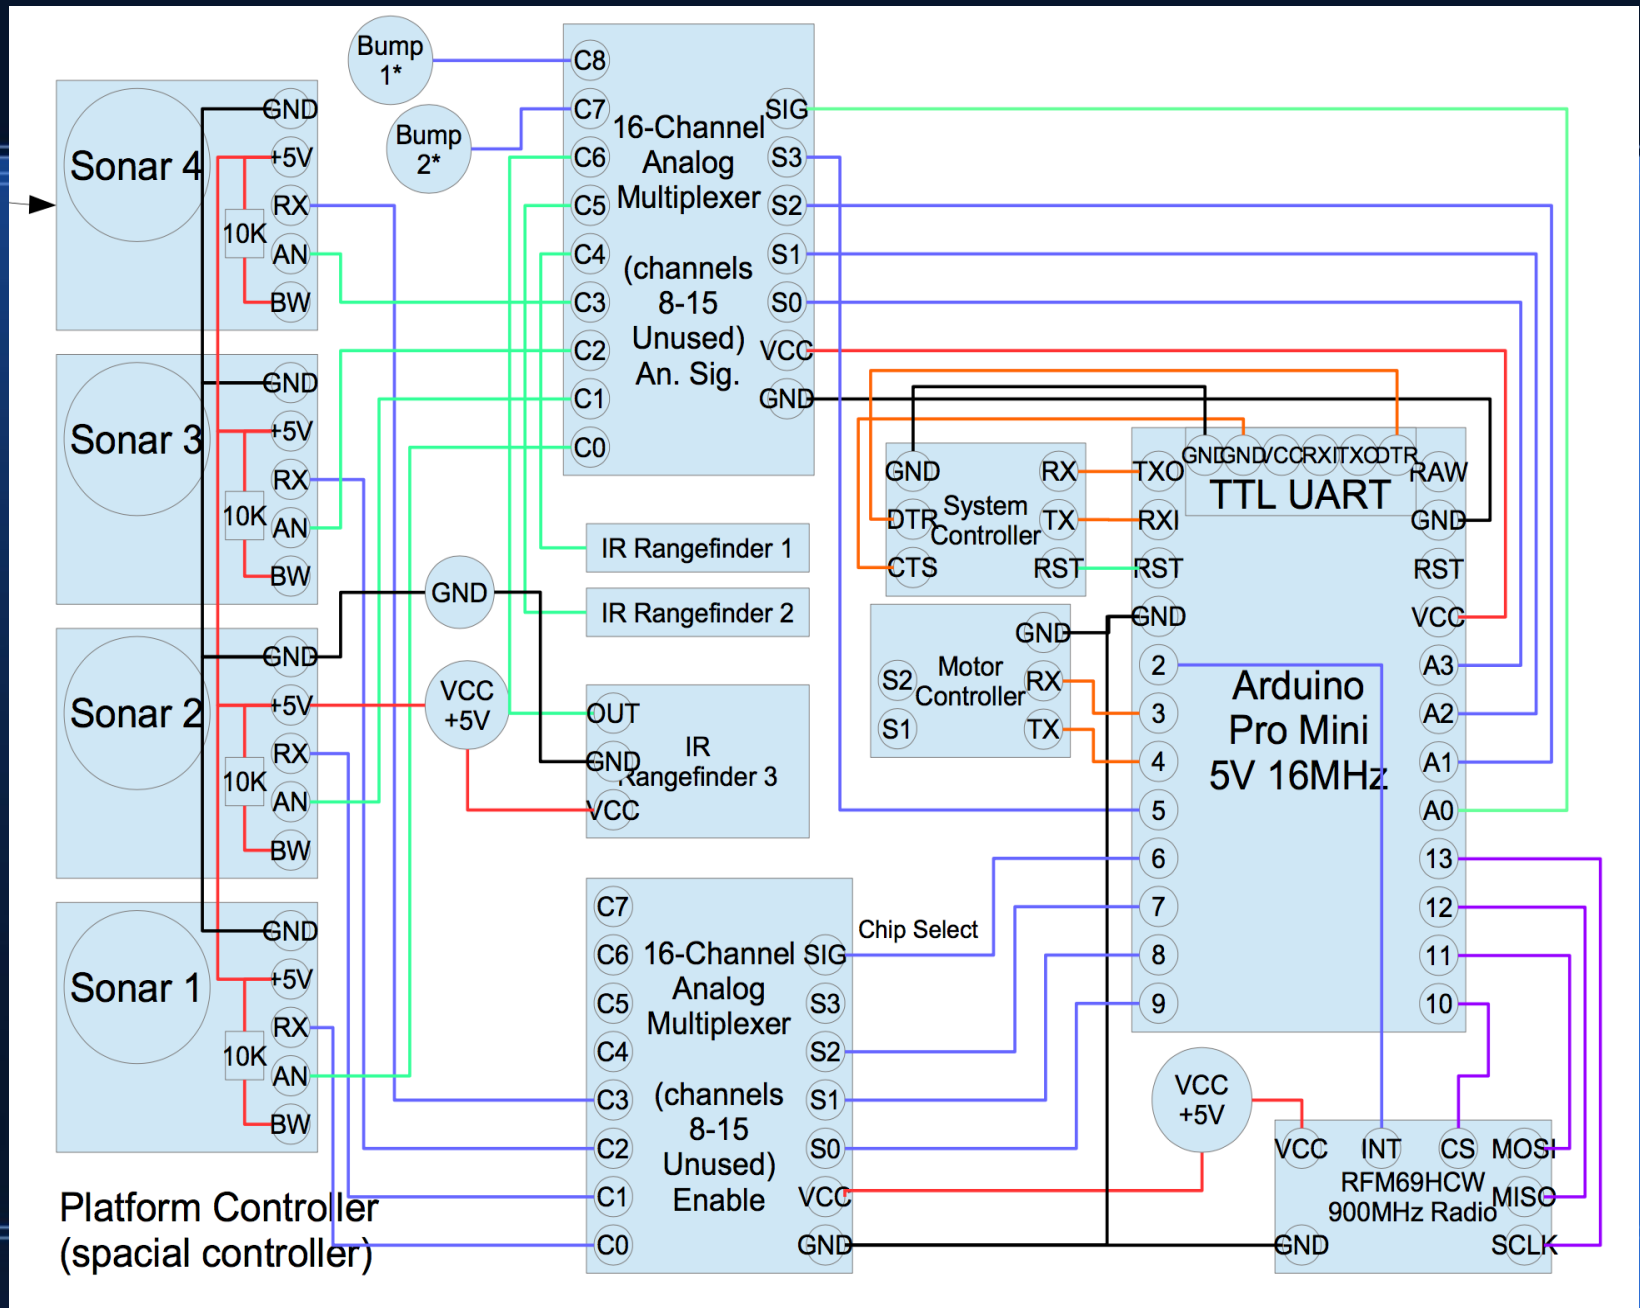 Bump
1*
Bump
2*
Sonar 4
GND
+5V
RX
AN
BW
10K
Sonar 3
GND
+5V
RX
AN
BW
10K
Sonar 2
GND
+5V
RX
AN
BW
10K
Sonar 1
GND
+5V
RX
AN
BW
10K
Platform Controller
(spacial controller)
C8
C7
C6
C5
C4
C3
C2
C1
C0
16-Channel
Analog
Multiplexer
(channels
8-15
Unused)
An. Sig.
SIG
S3
S2
S1
S0
VCC
GND
IR Rangefinder 1
IR Rangefinder 2
GND
VCC
+5V
OUT
GND
VCC
IR
Rangefinder 3
C7
C6
C5
C4
C3
C2
C1
C0
16-Channel
Analog
Multiplexer
(channels
8-15
Unused)
Enable
SIG
S3
S2
S1
S0
VCC
GND
Chip Select
GND
DTR
CTS
System
Controller
RX
TX
RST
GND
S2
S1
Motor
Controller
RX
TX
GND
GND
VCC
RXI
TXO
DTR
TTL UART
TXO
RXI
RST
GND
2
3
4
5
6
7
8
9
Arduino
Pro Mini
5V 16MHz
RAW
GND
RST
VCC
A3
A2
A1
A0
13
12
11
10
VCC
+5V
VCC
INT
CS
MOSI
RFM69HCW
900MHz Radio
MISO
GND
SCLK